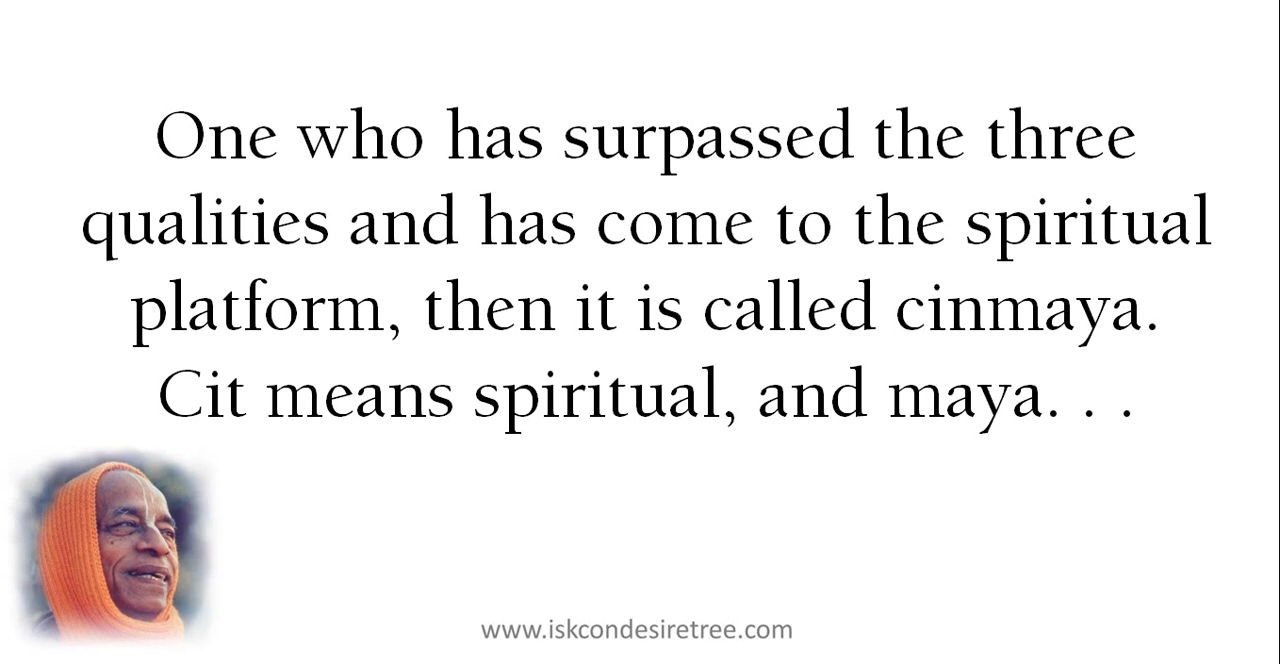 One who has surpassed the three
qualities and has come to the spiritual
platform, then it is called cinmaya.
Cit means spiritual, and maya. . .
www.iskcondesiretree.com